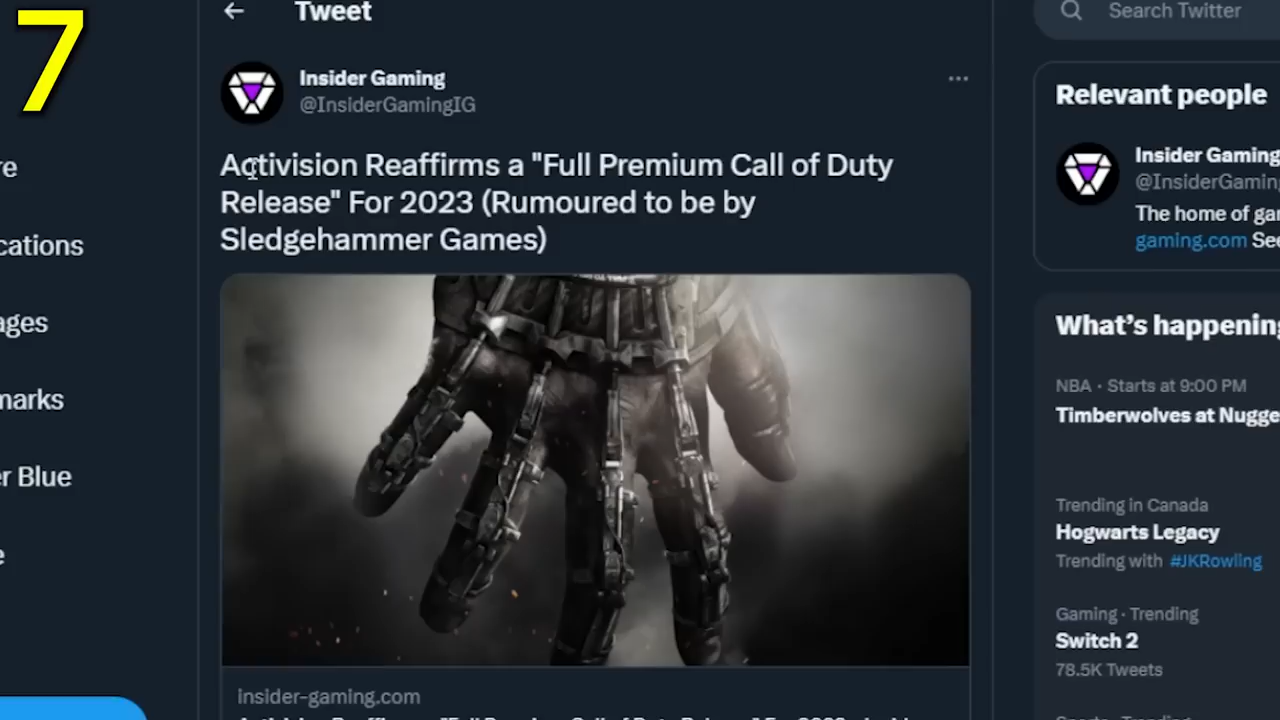 7
Tweet
Search Twitter
Insider Gaming
@InsiderGamingIG
Activision Reaffirms a "Full Premium Call of Duty
Release" For 2023 (Rumoured to be by
Sledgehammer Games)
insider-gaming.com
re
cations
ages
marks
r Blue
e
Relevant people
Insider Gaming
@InsiderGamin
The home of ga
gaming.com See
What's happening
NBA · Starts at 9:00 PM
Timberwolves at Nugge
Trending in Canada
Hogwarts Legacy
Trending with #JKRowling
Gaming · Trending
Switch 2
78.5K Tweets